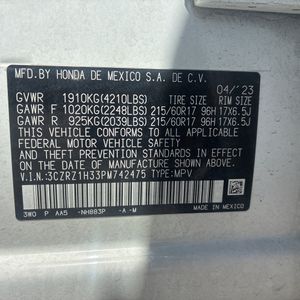 MFD.BY HONDA DE MEXICO S.A. DE C.V.
04/'23
GVWR 1910KG(4210LBS) TIRE SIZE RIM SIZE
GAWR F 1020KG(2248LBS) 215/60R17 96H 17X6.5J
GAWR R 925KG(2039LBS) 215/60R17 96H 17X6.5J
THIS VEHICLE CONFORMS TO ALL APPLICABLE
FEDERAL MOTOR VEHICLE SAFETY STANDARDS
IN EFFECT ON THE DATE OF MANUFACTURE SHOWN
ABOVE.
V.I.N:3CZRZ1H33PM742475 TYPE:MPV
3W0 P AA5 -NH883P -A -M
MADE IN MEXICO